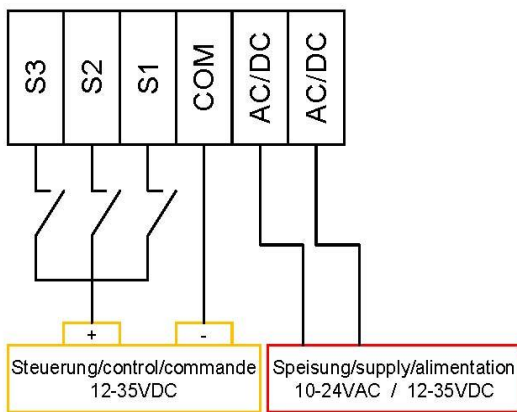 S3
S2
S1
COM
AC/DC
AC/DC
+
-
Steuerung/control/commande
12-35VDC
Speisung/supply/alimentation
10-24VAC / 12-35VDC